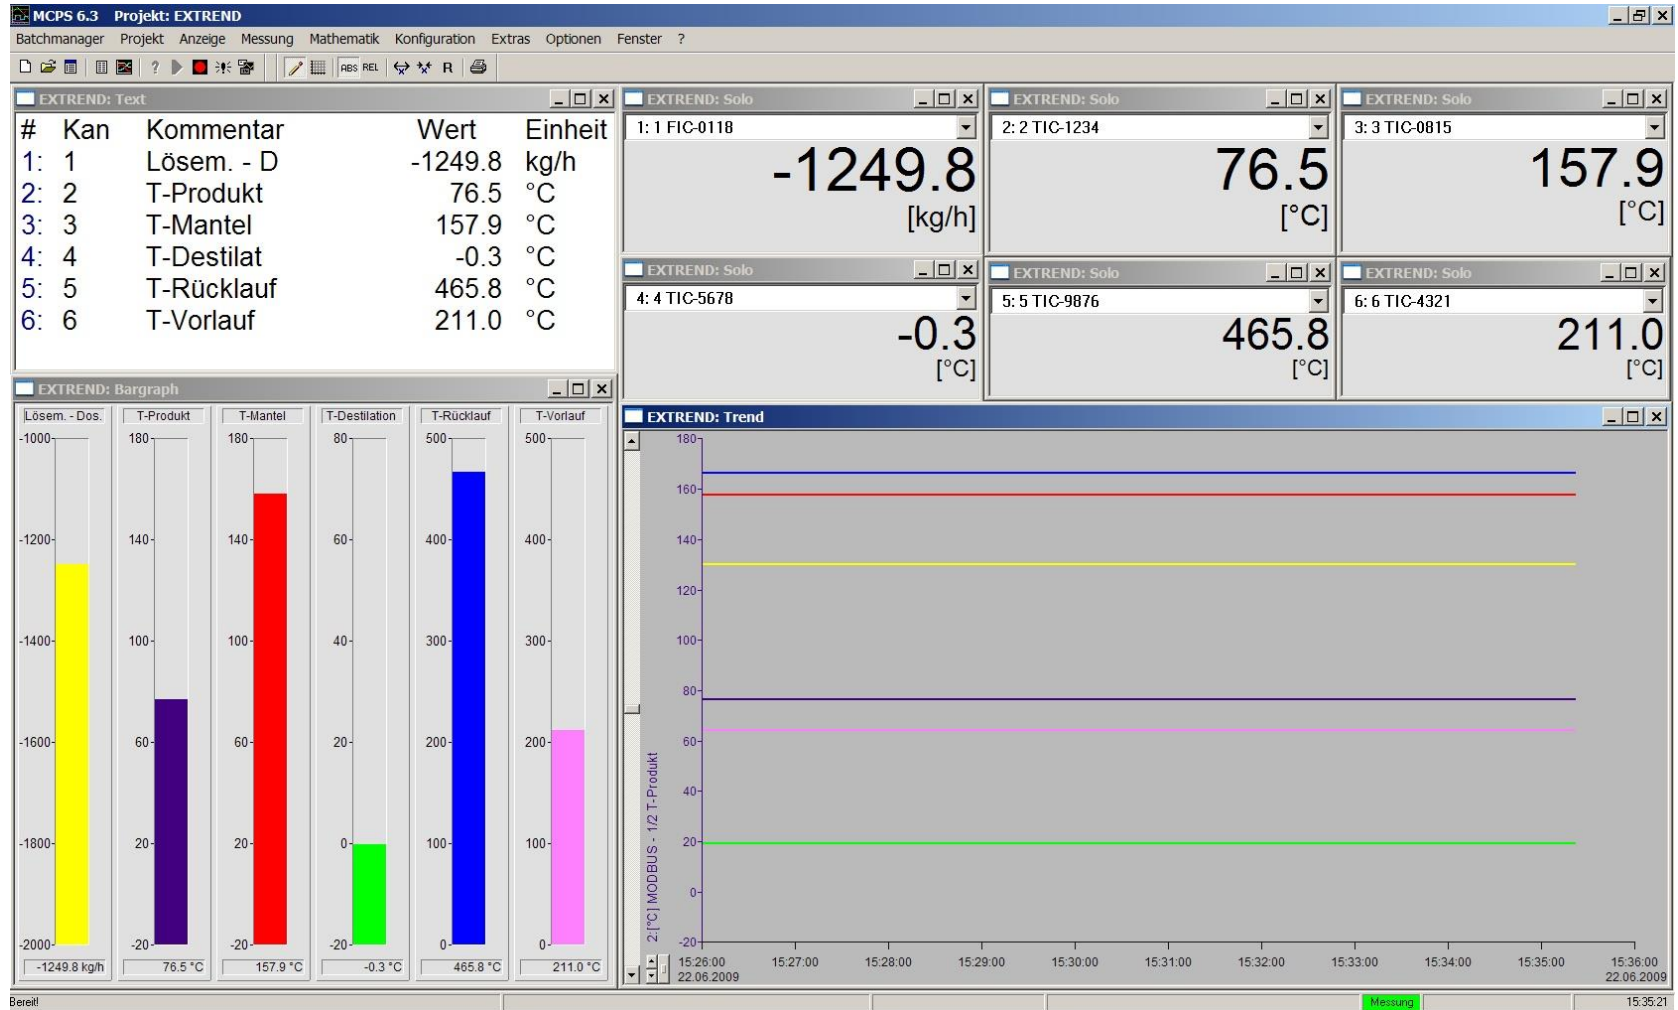 MCPS 6.3 Projekt: EXTREND
Batchmanager Projekt Anzeige Messung Mathematik Konfiguration Extras Optionen Fenster ?
? ABS REL R
EXTREND: Text
# Kan Kommentar Wert Einheit
1: 1 Lösem. - D -1249.8 kg/h
2: 2 T-Produkt 76.5 °C
3: 3 T-Mantel 157.9 °C
4: 4 T-Destilat -0.3 °C
5: 5 T-Rücklauf 465.8 °C
6: 6 T-Vorlauf 211.0 °C
EXTREND: Solo
1: 1 FIC-0118
-1249.8
[kg/h]
EXTREND: Solo
2: 2 TIC-1234
76.5
[°C]
EXTREND: Solo
3: 3 TIC-0815
157.9
[°C]
EXTREND: Solo
4: 4 TIC-5678
-0.3
[°C]
EXTREND: Solo
5: 5 TIC-9876
465.8
[°C]
EXTREND: Solo
6: 6 TIC-4321
211.0
[°C]
EXTREND: Bargraph
Lösem. - Dos. T-Produkt T-Mantel T-Destilation T-Rücklauf T-Vorlauf
-1000 180 180 80 500 500
-1200 140 140 60 400 400
-1400 100 100 40 300 300
-1600 60 60 20 200 200
-1800 20 20 0 100 100
-2000 -20 -20 -20 0 0
-1249.8 kg/h 76.5 °C 157.9 °C -0.3 °C 465.8 °C 211.0 °C
EXTREND: Trend
180
160
140
120
100
80
60
40
20
0
-20
2:[°C] MODBUS - 1/2 T-Produkt
15:26:00 15:27:00 15:28:00 15:29:00 15:30:00 15:31:00 15:32:00 15:33:00 15:34:00 15:35:00 15:36:00
22.06.2009 22.06.2009
Bereit! Messung 15:35:21